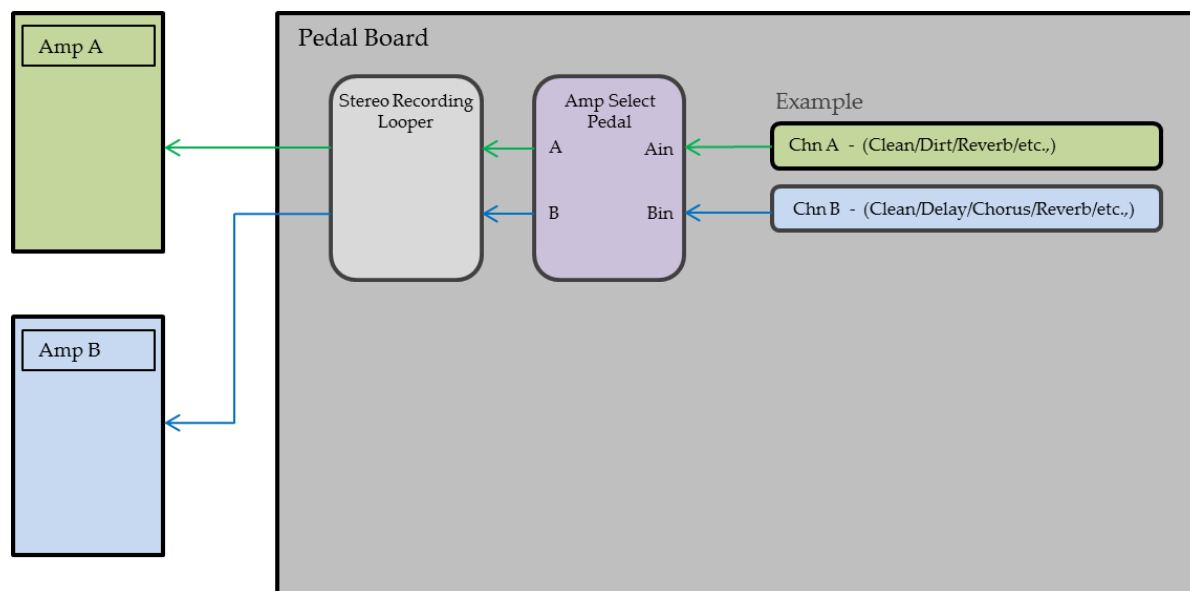 Amp A
Pedal Board
Stereo Recording
Looper
Amp Select
Pedal
Example
A
Ain
Chn A - (Clean/Dirt/Reverb/etc.,)
B
Bin
Chn B - (Clean/Delay/Chorus/Reverb/etc.,)
Amp B